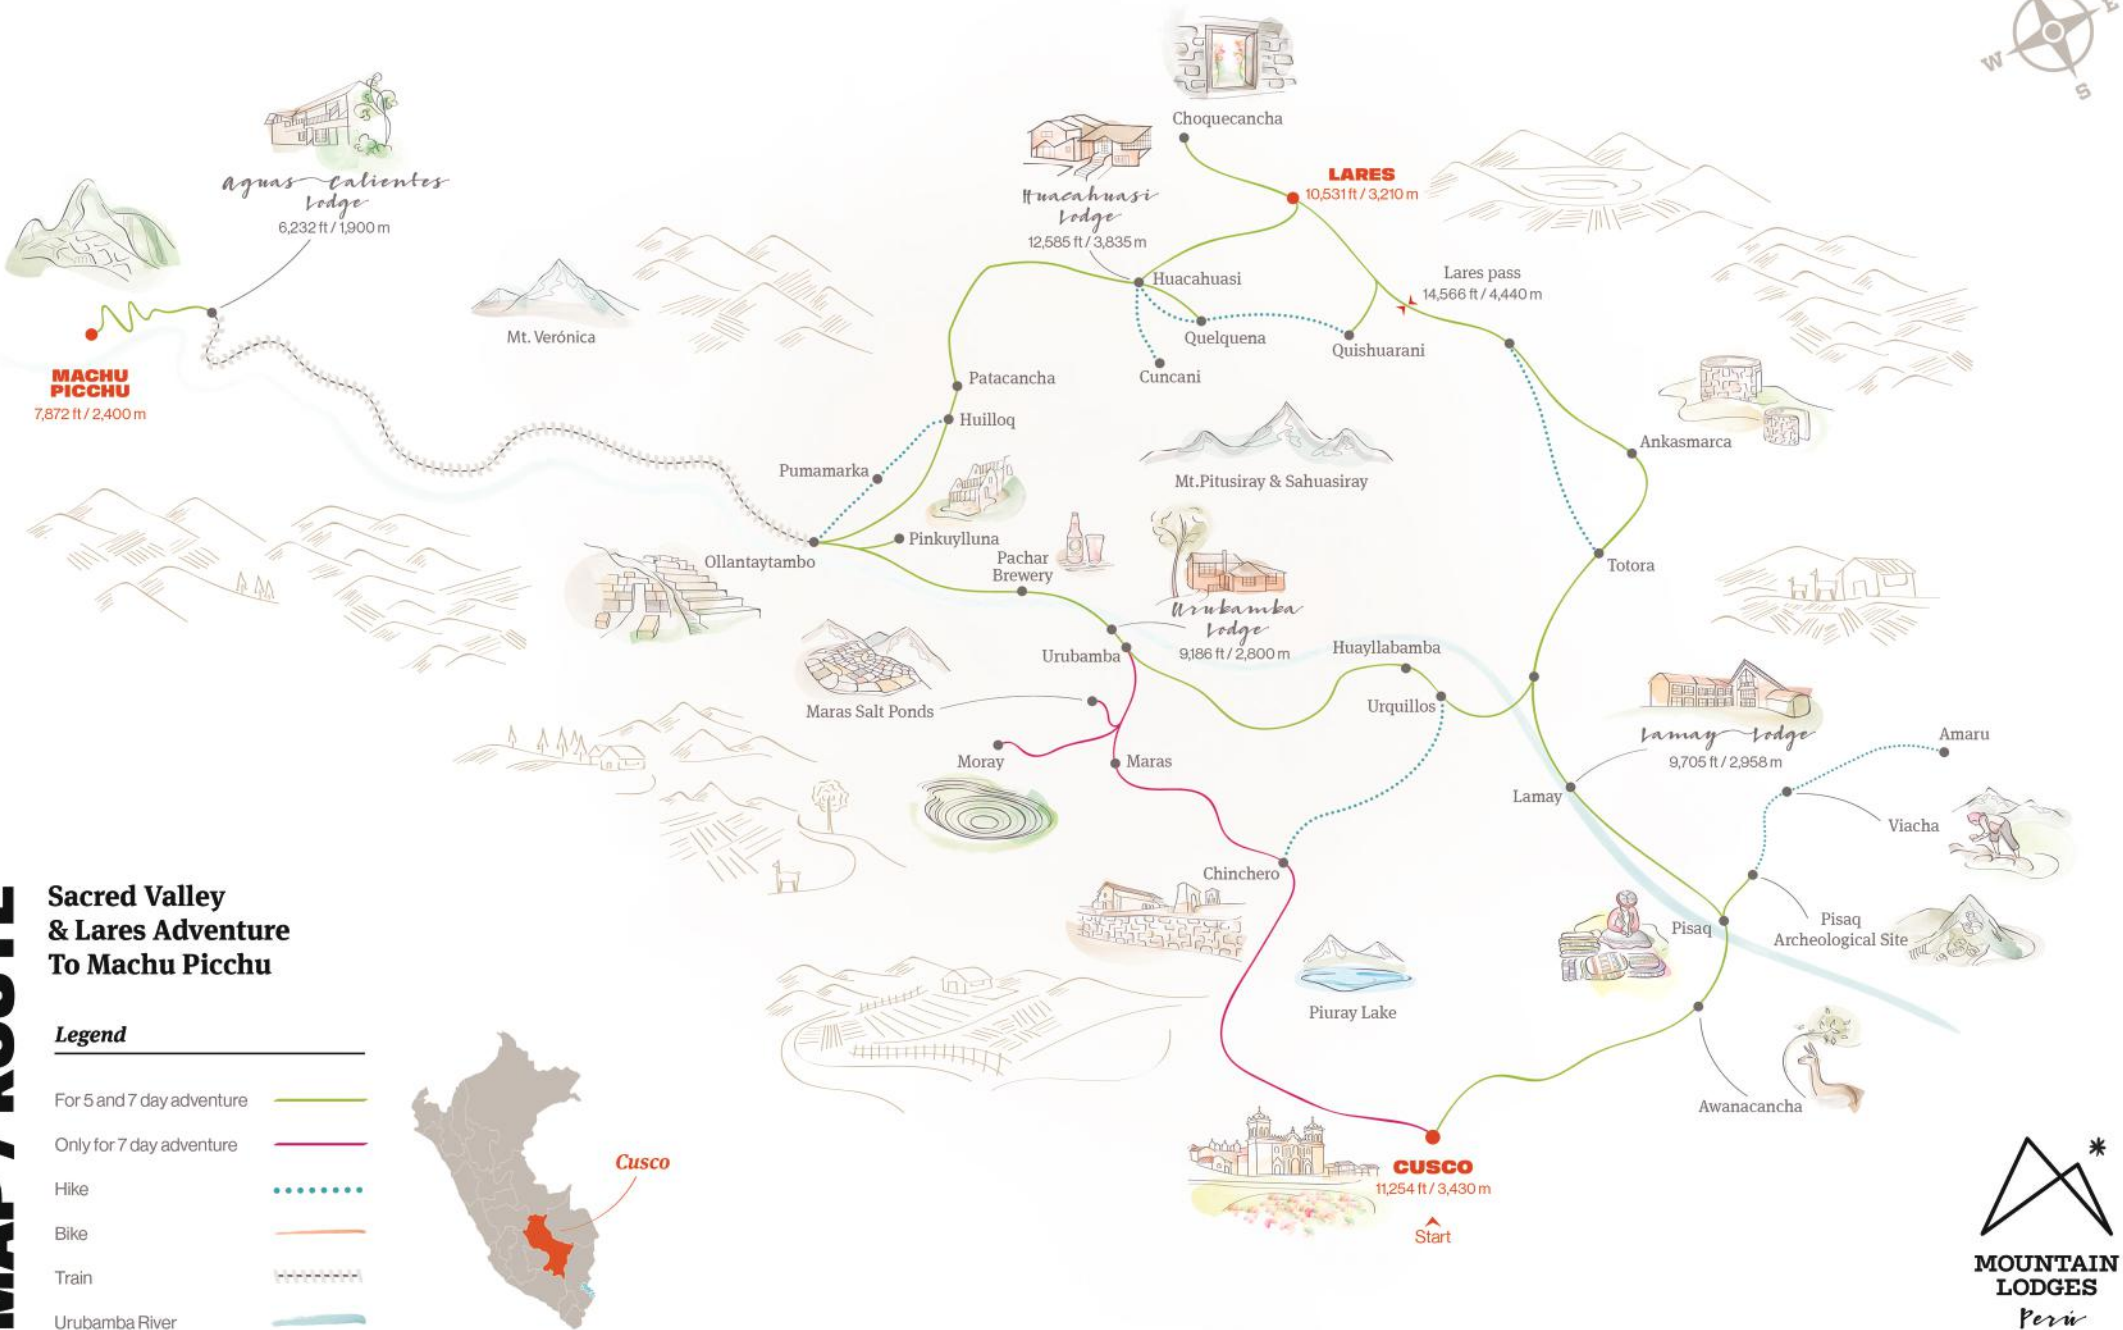 E
W
S
Choquecancha
LARES
10,531 ft / 3,210 m
Huacahuasi
Lodge
12,585 ft / 3,835 m
Aguas Calientes
Lodge
6,232 ft / 1,900 m
Huacahuasi
Lares pass
14,566 ft / 4,440 m
Mt. Verónica
Quelquena
Quishuarani
MACHU
PICCHU
7,872 ft / 2,400 m
Patacancha
Cuncani
Huilloq
Ankasmarca
Pumamarka
Mt.Pitusiray & Sahuasiray
Pinkuylluna
Ollantaytambo
Pachar
Brewery
Totora
Urubamba
Lodge
9,186 ft / 2,800 m
Urubamba
Huayllabamba
Urquillos
Maras Salt Ponds
Lamay Lodge
9,705 ft / 2,958 m
Amaru
Moray
Maras
Lamay
Viacha
Chinchero
Pisaq
Pisaq
Archeological Site
Piuray Lake
Awanacancha
CUSCO
11,254 ft / 3,430 m
Start
Sacred Valley
& Lares Adventure
To Machu Picchu
Legend
For 5 and 7 day adventure
Only for 7 day adventure
Hike
Bike
Train
Urubamba River
Cusco
MOUNTAIN
LODGES
Perú